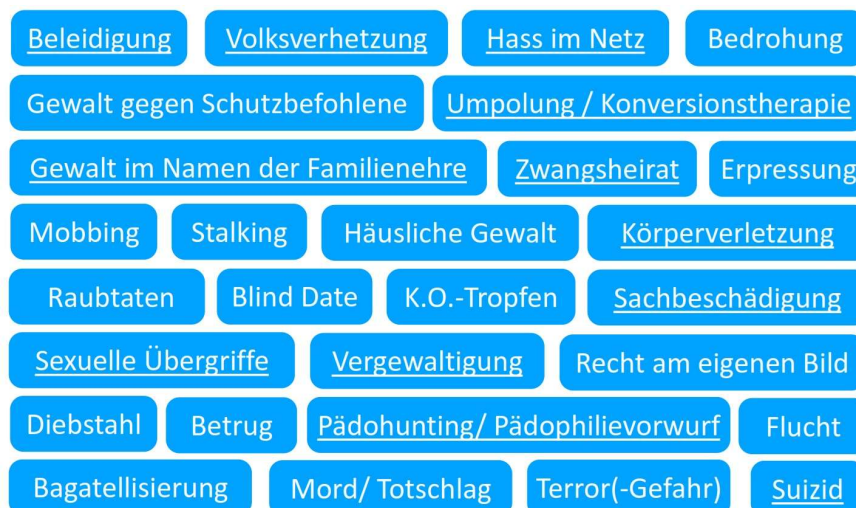 Beleidigung Volksverhetzung Hass im Netz Bedrohung
Gewalt gegen Schutzbefohlene Umpolung / Konversionstherapie
Gewalt im Namen der Familienehre Zwangsheirat Erpressung
Mobbing Stalking Häusliche Gewalt Körperverletzung
Raubtaten Blind Date K.O.-Tropfen Sachbeschädigung
Sexuelle Übergriffe Vergewaltigung Recht am eigenen Bild
Diebstahl Betrug Pädohunting/ Pädophilievorwurf Flucht
Bagatellisierung Mord/ Totschlag Terror(-Gefahr) Suizid